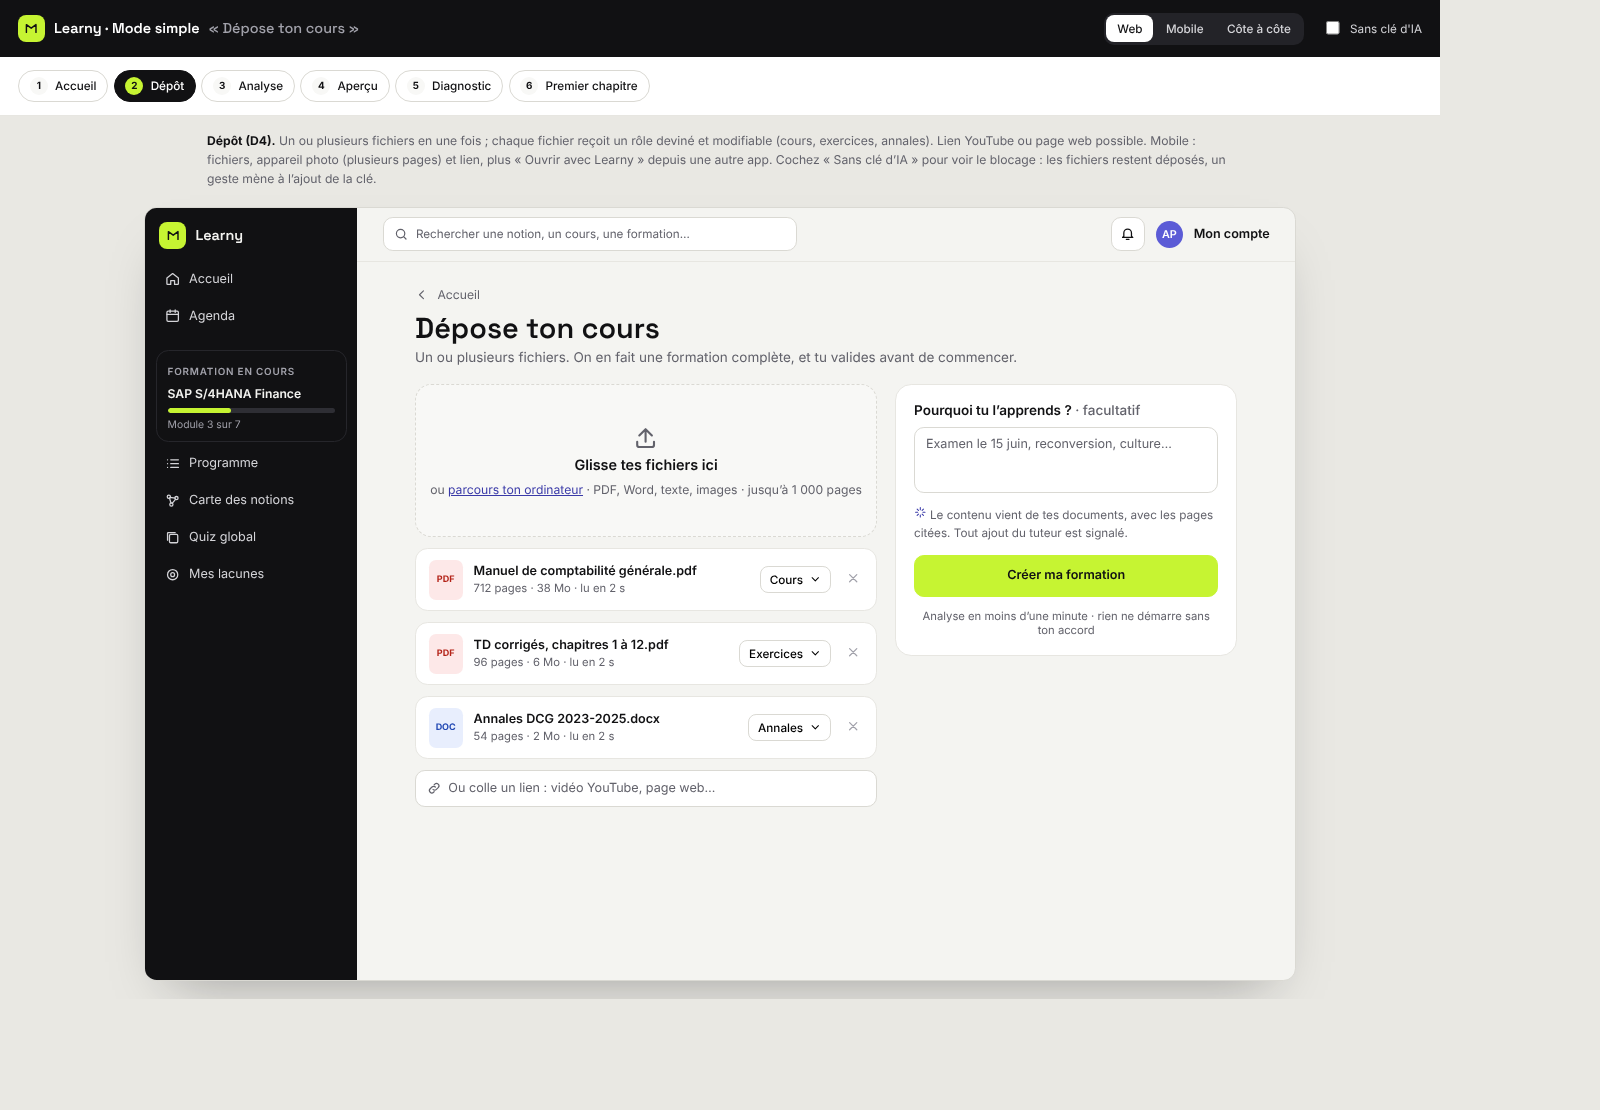 Learny · Mode simple « Dépose ton cours »
Web Mobile Côte à côte Sans clé d'IA
1 Accueil 2 Dépôt 3 Analyse 4 Aperçu 5 Diagnostic 6 Premier chapitre
Dépôt (D4). Un ou plusieurs fichiers en une fois ; chaque fichier reçoit un rôle deviné et modifiable (cours, exercices, annales). Lien YouTube ou page web possible. Mobile :
fichiers, appareil photo (plusieurs pages) et lien, plus « Ouvrir avec Learny » depuis une autre app. Cochez « Sans clé d'IA » pour voir le blocage : les fichiers restent déposés, un
geste mène à l'ajout de la clé.
Learny
Accueil
Agenda
FORMATION EN COURS
SAP S/4HANA Finance
Module 3 sur 7
Programme
Carte des notions
Quiz global
Mes lacunes
Rechercher une notion, un cours, une formation...
AP Mon compte
Accueil
Dépose ton cours
Un ou plusieurs fichiers. On en fait une formation complète, et tu valides avant de commencer.
Glisse tes fichiers ici
ou parcours ton ordinateur · PDF, Word, texte, images · jusqu'à 1 000 pages
PDF Manuel de comptabilité générale.pdf
712 pages · 38 Mo · lu en 2 s
Cours
PDF TD corrigés, chapitres 1 à 12.pdf
96 pages · 6 Mo · lu en 2 s
Exercices
DOC Annales DCG 2023-2025.docx
54 pages · 2 Mo · lu en 2 s
Annales
Ou colle un lien : vidéo YouTube, page web...
Pourquoi tu l'apprends ? · facultatif
Examen le 15 juin, reconversion, culture...
Le contenu vient de tes documents, avec les pages
citées. Tout ajout du tuteur est signalé.
Créer ma formation
Analyse en moins d'une minute · rien ne démarre sans
ton accord